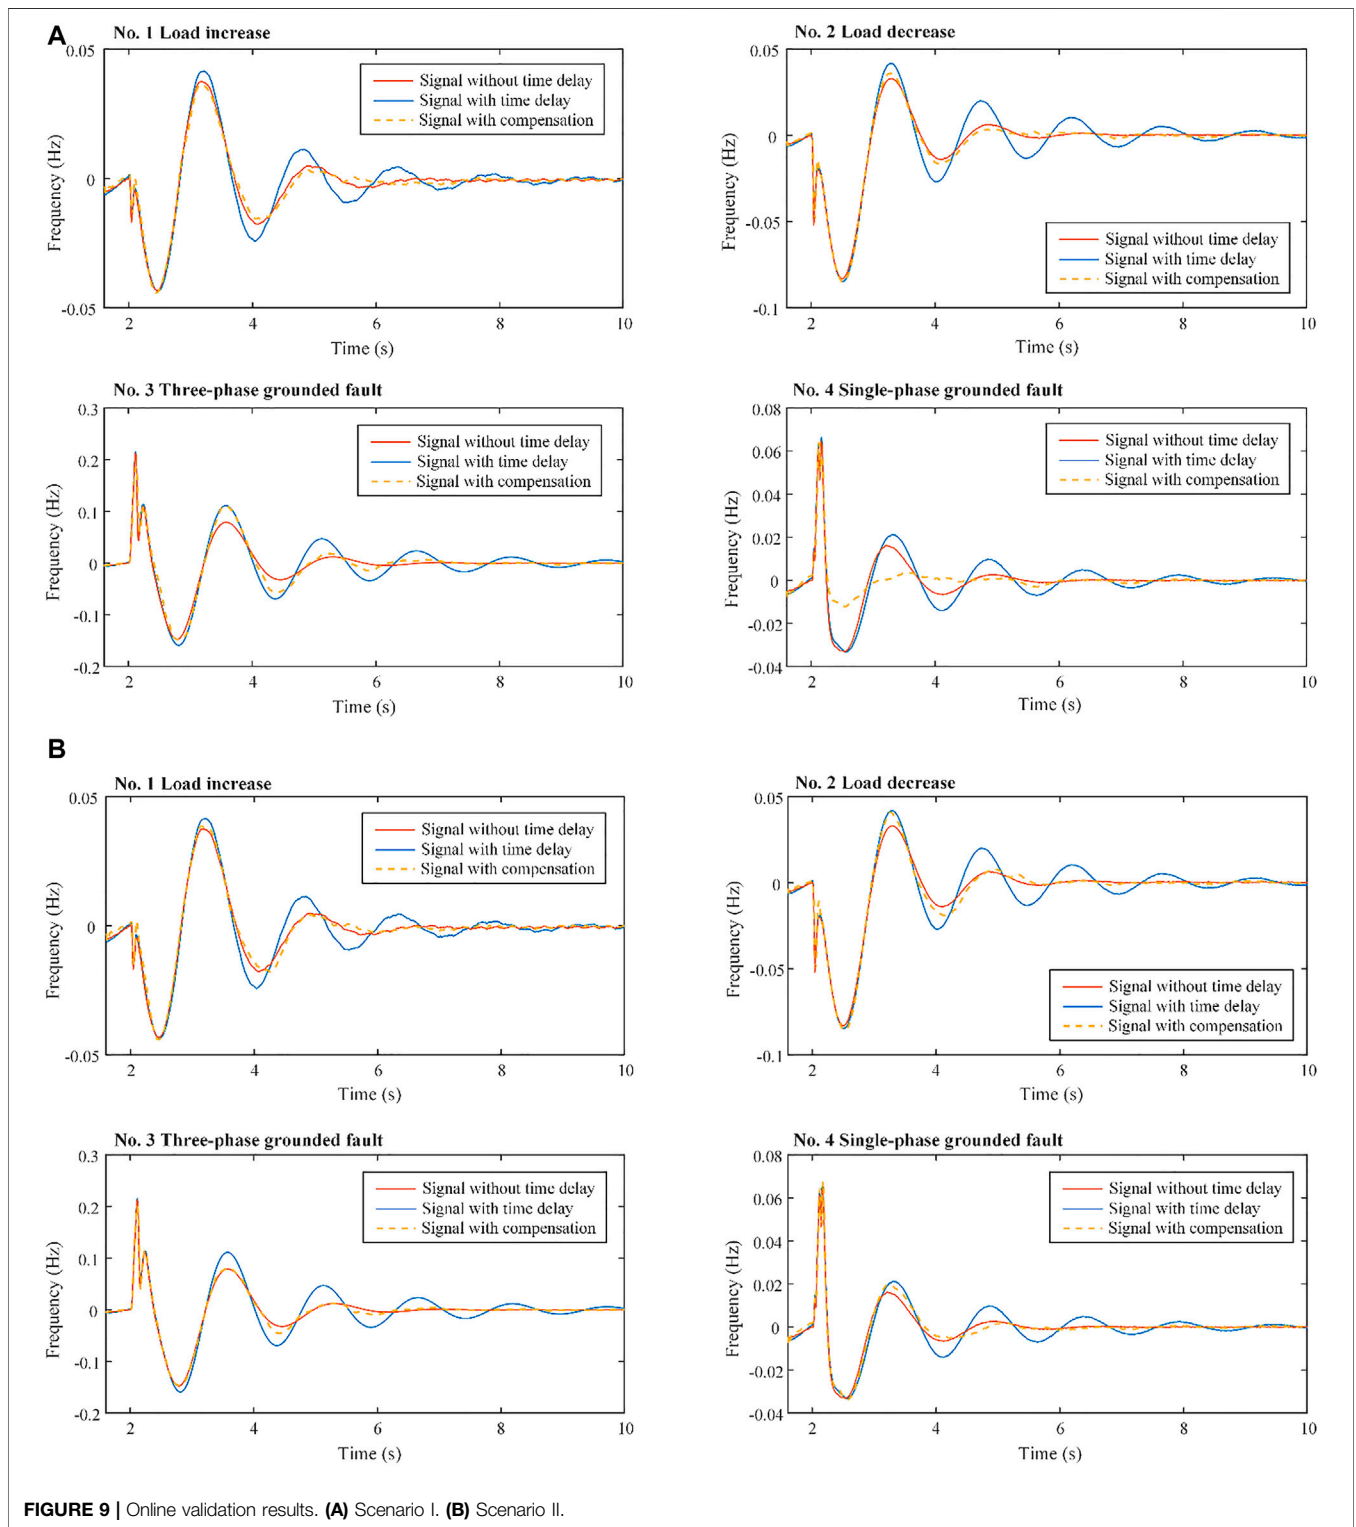 A
No. 1 Load increase
0.05
0
-0.05
Frequency (Hz)
Signal without time delay
Signal with time delay
Signal with compensation
2 4 6 8 10
Time (s)
No. 2 Load decrease
0.05
0
-0.05
-0.1
Frequency (Hz)
Signal without time delay
Signal with time delay
Signal with compensation
2 4 6 8 10
Time (s)
No. 3 Three-phase grounded fault
0.3
0.2
0.1
0
-0.1
-0.2
Frequency (Hz)
Signal without time delay
Signal with time delay
Signal with compensation
2 4 6 8 10
Time (s)
No. 4 Single-phase grounded fault
0.08
0.06
0.04
0.02
0
-0.02
-0.04
Frequency (Hz)
Signal without time delay
Signal with time delay
Signal with compensation
2 4 6 8 10
Time (s)
B
No. 1 Load increase
0.05
0
-0.05
Frequency (Hz)
Signal without time delay
Signal with time delay
Signal with compensation
2 4 6 8 10
Time (s)
No. 2 Load decrease
0.05
0
-0.05
-0.1
Frequency (Hz)
Signal without time delay
Signal with time delay
Signal with compensation
2 4 6 8 10
Time (s)
No. 3 Three-phase grounded fault
0.3
0.2
0.1
0
-0.1
-0.2
Frequency (Hz)
Signal without time delay
Signal with time delay
Signal with compensation
2 4 6 8 10
Time (s)
No. 4 Single-phase grounded fault
0.08
0.06
0.04
0.02
0
-0.02
-0.04
Frequency (Hz)
Signal without time delay
Signal with time delay
Signal with compensation
2 4 6 8 10
Time (s)
FIGURE 9 | Online validation results. (A) Scenario I. (B) Scenario II.